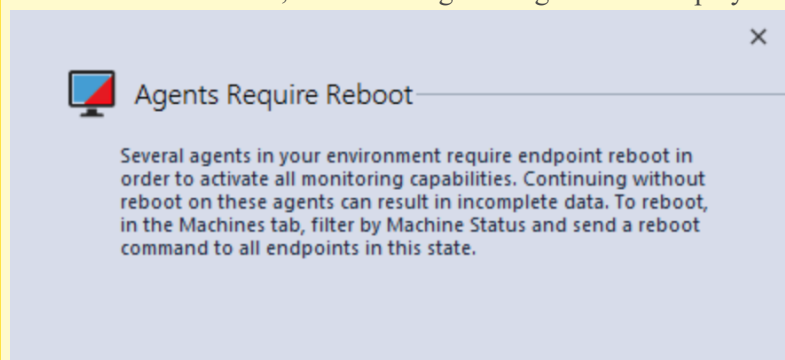 Agents Require Reboot
Several agents in your environment require endpoint reboot in
order to activate all monitoring capabilities. Continuing without
reboot on these agents can result in incomplete data. To reboot,
in the Machines tab, filter by Machine Status and send a reboot
command to all endpoints in this state.